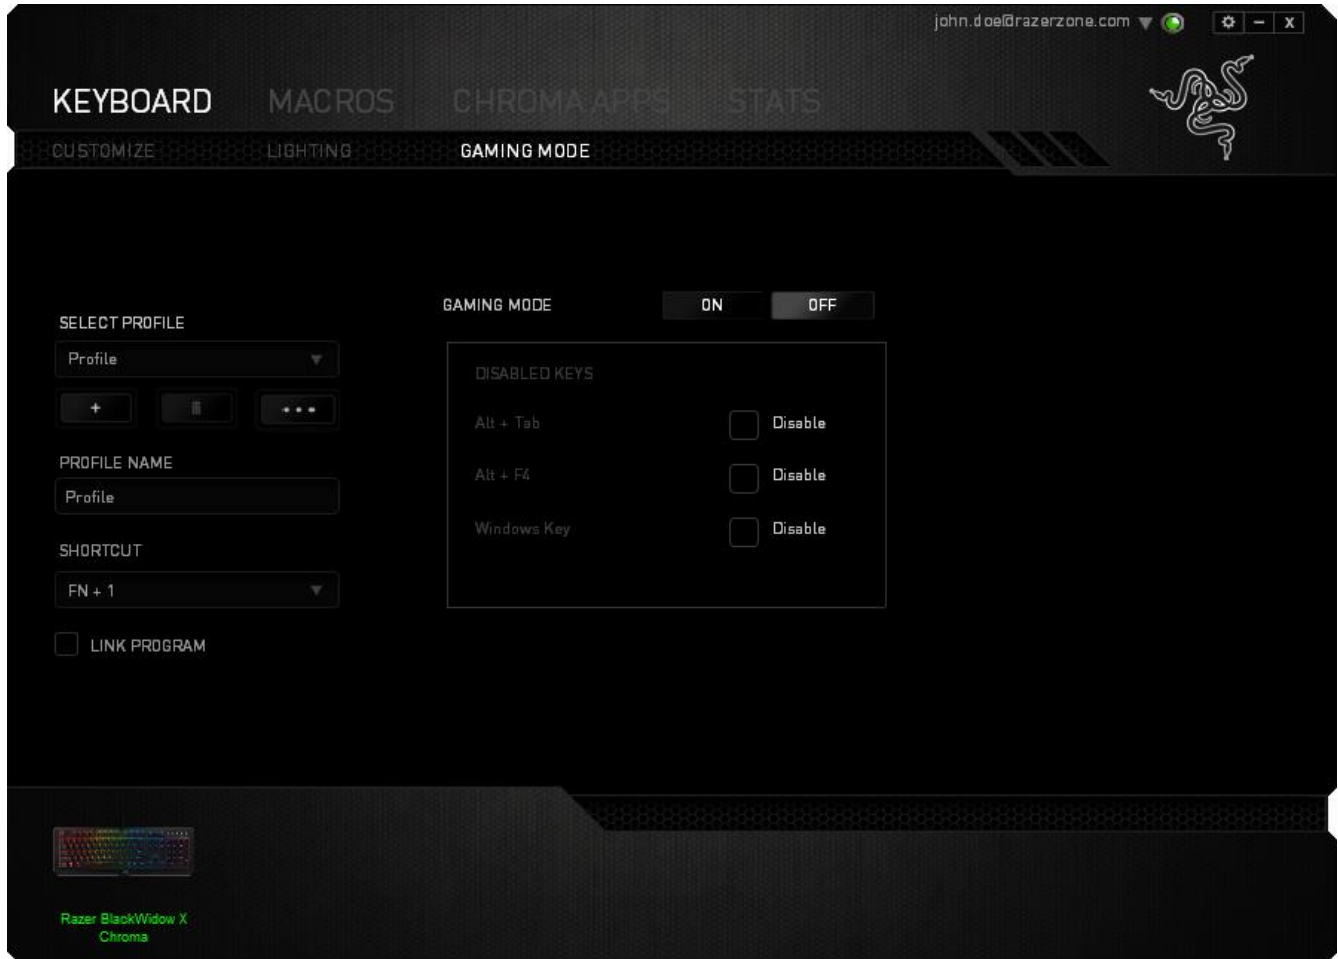 john.doe@razerzone.com
KEYBOARD MACROS CHROMA APPS STATS
CUSTOMIZE LIGHTING GAMING MODE
SELECT PROFILE
Profile
PROFILE NAME
Profile
SHORTCUT
FN + 1
LINK PROGRAM
GAMING MODE ON OFF
DISABLED KEYS
Alt + Tab Disable
Alt + F4 Disable
Windows Key Disable
Razer BlackWidow X
Chroma